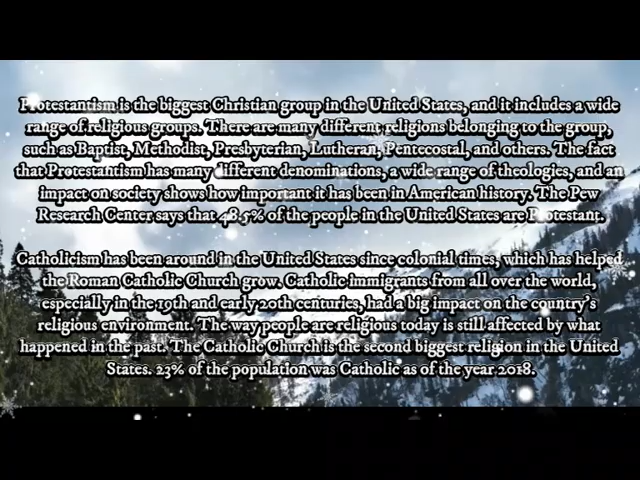 Protestantism is the biggest Christian group in the United States, and it includes a wide
range of religious groups. There are many different religions belonging to the group,
such as Baptist, Methodist, Presbyterian, Lutheran, Pentecostal, and others. The fact
that Protestantism has many different denominations, a wide range of theologies, and an
impact on society shows how important it has been in American history. The Pew
Research Center says that 48.5% of the people in the United States are Protestant.
Catholicism has been around in the United States since colonial times, which has helped
the Roman Catholic Church grow. Catholic immigrants from all over the world,
especially in the 19th and early 20th centuries, had a big impact on the country's
religious environment. The way people are religious today is still affected by what
happened in the past. The Catholic Church is the second biggest religion in the United
States. 23% of the population was Catholic as of the year 2018.